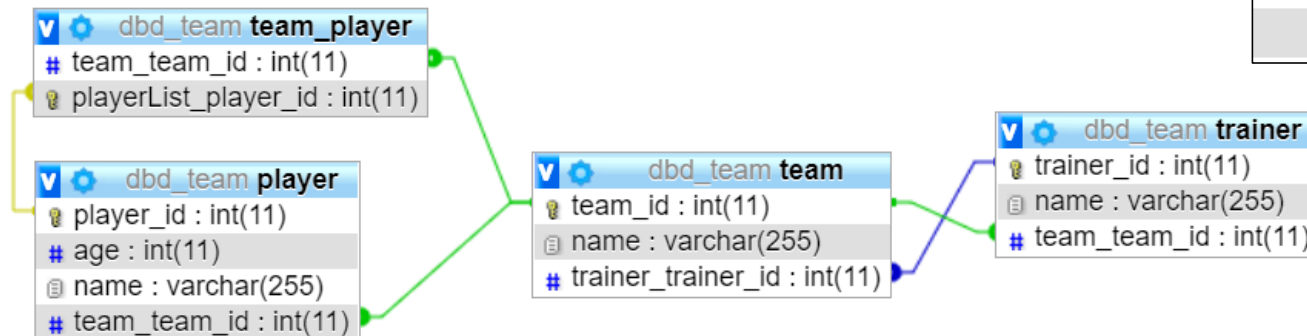 dbd_team team_player
# team_team_id : int(11)
playerList_player_id : int(11)
dbd_team player
player_id : int(11)
# age : int(11)
name : varchar(255)
# team_team_id : int(11)
dbd_team team
team_id : int(11)
name : varchar(255)
# trainer_trainer_id : int(11)
dbd_team trainer
trainer_id : int(11)
name : varchar(255)
# team_team_id : int(11)